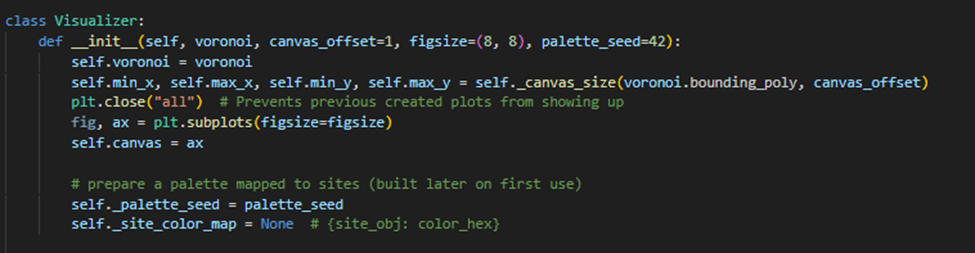 class Visualizer:
    def __init__(self, voronoi, canvas_offset=1, figsize=(8, 8), palette_seed=42):
        self.voronoi = voronoi
        self.min_x, self.max_x, self.min_y, self.max_y = self._canvas_size(voronoi.bounding_poly, canvas_offset)
        plt.close("all")  # Prevents previous created plots from showing up
        fig, ax = plt.subplots(figsize=figsize)
        self.canvas = ax

        # prepare a palette mapped to sites (built later on first use)
        self._palette_seed = palette_seed
        self._site_color_map = None  # {site_obj: color_hex}